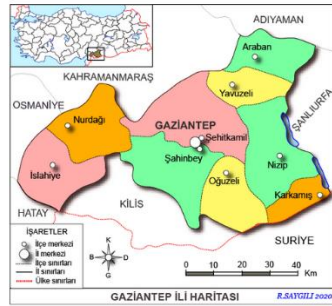 ADIYAMAN
Araban
KAHRAMANMARAŞ
Yavuzeli
OSMANİYE
GAZİANTEP
Şehitkamil
ŞANLIURFA
Nurdağı
Şahinbey
İslahiye
Nizip
Oğuzeli
Karkamış
HATAY
KİLİS
SURİYE
İŞARETLER
İlçe merkezi
İl merkezi
İlçe sınırları
İl sınırları
Ülke sınırları
K
B
D
G
0
20
40
Km
GAZİANTEP İLİ HARİTASI
R.SAYGILI 2020